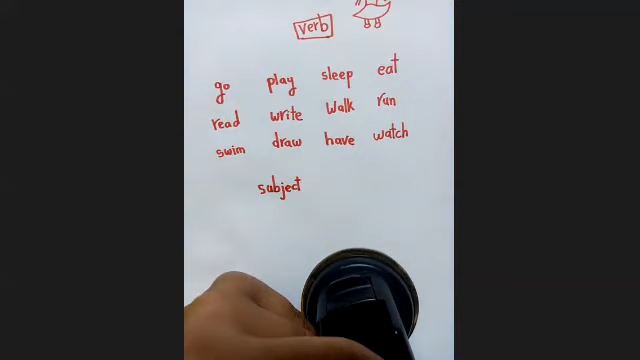 verb
go play sleep eat
read write walk run
swim draw have watch
subject